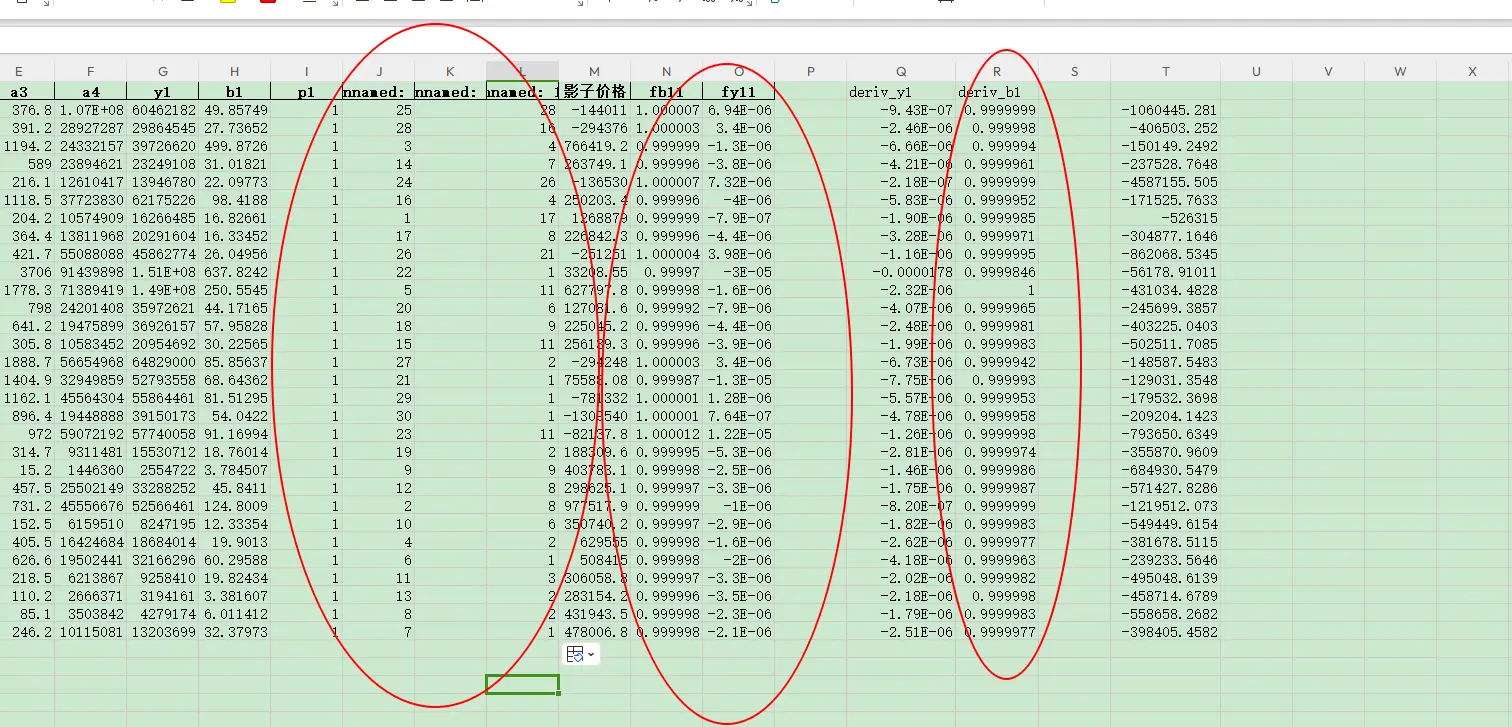 E F G H I J K L M N O P Q R S T U V W X
a3 a4 y1 b1 p1 nnamed: nnamed: nnamed: 1 影子价格 fb11 fy11 deriv_y1 deriv_b1
376.8 1.07E+08 60462182 49.85749 1 25 28 -144011 1.000007 6.94E-06 -9.43E-07 0.9999999 -1060445.281
391.2 28927287 29864545 27.73652 1 28 16 -294376 1.000003 3.4E-06 -2.46E-06 0.999998 -406503.252
1194.2 24332157 39726620 499.8726 1 3 4 766419.2 0.999999 -1.3E-06 -6.66E-06 0.999994 -150149.2492
589 23894621 23249108 31.01821 1 14 7 263749.1 0.999996 -3.8E-06 -4.21E-06 0.9999961 -237528.7648
216.1 12610417 13946780 22.09773 1 24 26 -136530 1.000007 7.32E-06 -2.18E-07 0.9999999 -4587155.505
1118.5 37723830 62175226 98.4188 1 16 4 250203.4 0.999996 -4E-06 -5.83E-06 0.9999952 -171525.7633
204.2 10574909 16266485 16.82661 1 1 17 1268879 0.999999 -7.9E-07 -1.90E-06 0.9999985 -526315
364.4 13811968 20291604 16.33452 1 17 8 226842.3 0.999996 -4.4E-06 -3.28E-06 0.9999971 -304877.1646
421.7 55088088 45862774 26.04956 1 26 21 -251251 1.000004 3.98E-06 -1.16E-06 0.9999995 -862068.5345
3706 91439898 1.51E+08 637.8242 1 22 1 33208.55 0.99997 -3E-05 -0.0000178 0.9999846 -56178.91011
1778.3 71389419 1.49E+08 250.5545 1 5 11 627797.8 0.999998 -1.6E-06 -2.32E-06 1 -431034.4828
798 24201408 35972621 44.17165 1 20 6 127081.6 0.999992 -7.9E-06 -4.07E-06 0.9999965 -245699.3857
641.2 19475899 36926157 57.95828 1 18 9 225045.2 0.999996 -4.4E-06 -2.48E-06 0.9999981 -403225.0403
305.8 10583452 20954692 30.22565 1 15 11 256139.3 0.999996 -3.9E-06 -1.99E-06 0.9999983 -502511.7085
1888.7 56654968 64829000 85.85637 1 27 2 -294248 1.000003 3.4E-06 -6.73E-06 0.9999942 -148587.5483
1404.9 32949859 52793558 68.64362 1 21 1 75588.08 0.999987 -1.3E-05 -7.75E-06 0.999993 -129031.3548
1162.1 45564304 55864461 81.51295 1 29 1 -781332 1.000001 1.28E-06 -5.57E-06 0.9999953 -179532.3698
896.4 19448888 39150173 54.0422 1 30 1 -1309540 1.000001 7.64E-07 -4.78E-06 0.9999958 -209204.1423
972 59072192 57740058 91.16994 1 23 11 -82137.8 1.000012 1.22E-05 -1.26E-06 0.9999998 -793650.6349
314.7 9311481 15530712 18.76014 1 19 2 188309.6 0.999995 -5.3E-06 -2.81E-06 0.9999974 -355870.9609
15.2 1446360 2554722 3.784507 1 9 9 403783.1 0.999998 -2.5E-06 -1.46E-06 0.9999986 -684930.5479
457.5 25502149 33288252 45.8411 1 12 8 298625.1 0.999997 -3.3E-06 -1.75E-06 0.9999987 -571427.8286
731.2 45556676 52566461 124.8009 1 2 8 977517.9 0.999999 -1E-06 -8.20E-07 0.9999999 -1219512.073
152.5 6159510 8247195 12.33354 1 10 6 350740.2 0.999997 -2.9E-06 -1.82E-06 0.9999983 -549449.6154
405.5 16424684 18684014 19.9013 1 4 2 629555 0.999998 -1.6E-06 -2.62E-06 0.9999977 -381678.5115
626.6 19502441 32166296 60.29588 1 6 1 508415 0.999998 -2E-06 -4.18E-06 0.9999963 -239233.5646
218.5 6213867 9258410 19.82434 1 11 3 306058.8 0.999997 -3.3E-06 -2.02E-06 0.9999982 -495048.6139
110.2 2666371 3194161 3.381607 1 13 2 283154.2 0.999996 -3.5E-06 -2.18E-06 0.999998 -458714.6789
85.1 3503842 4279174 6.011412 1 8 2 431943.5 0.999998 -2.3E-06 -1.79E-06 0.9999983 -558658.2682
246.2 10115081 13203699 32.37973 1 7 1 478006.8 0.999998 -2.1E-06 -2.51E-06 0.9999977 -398405.4582